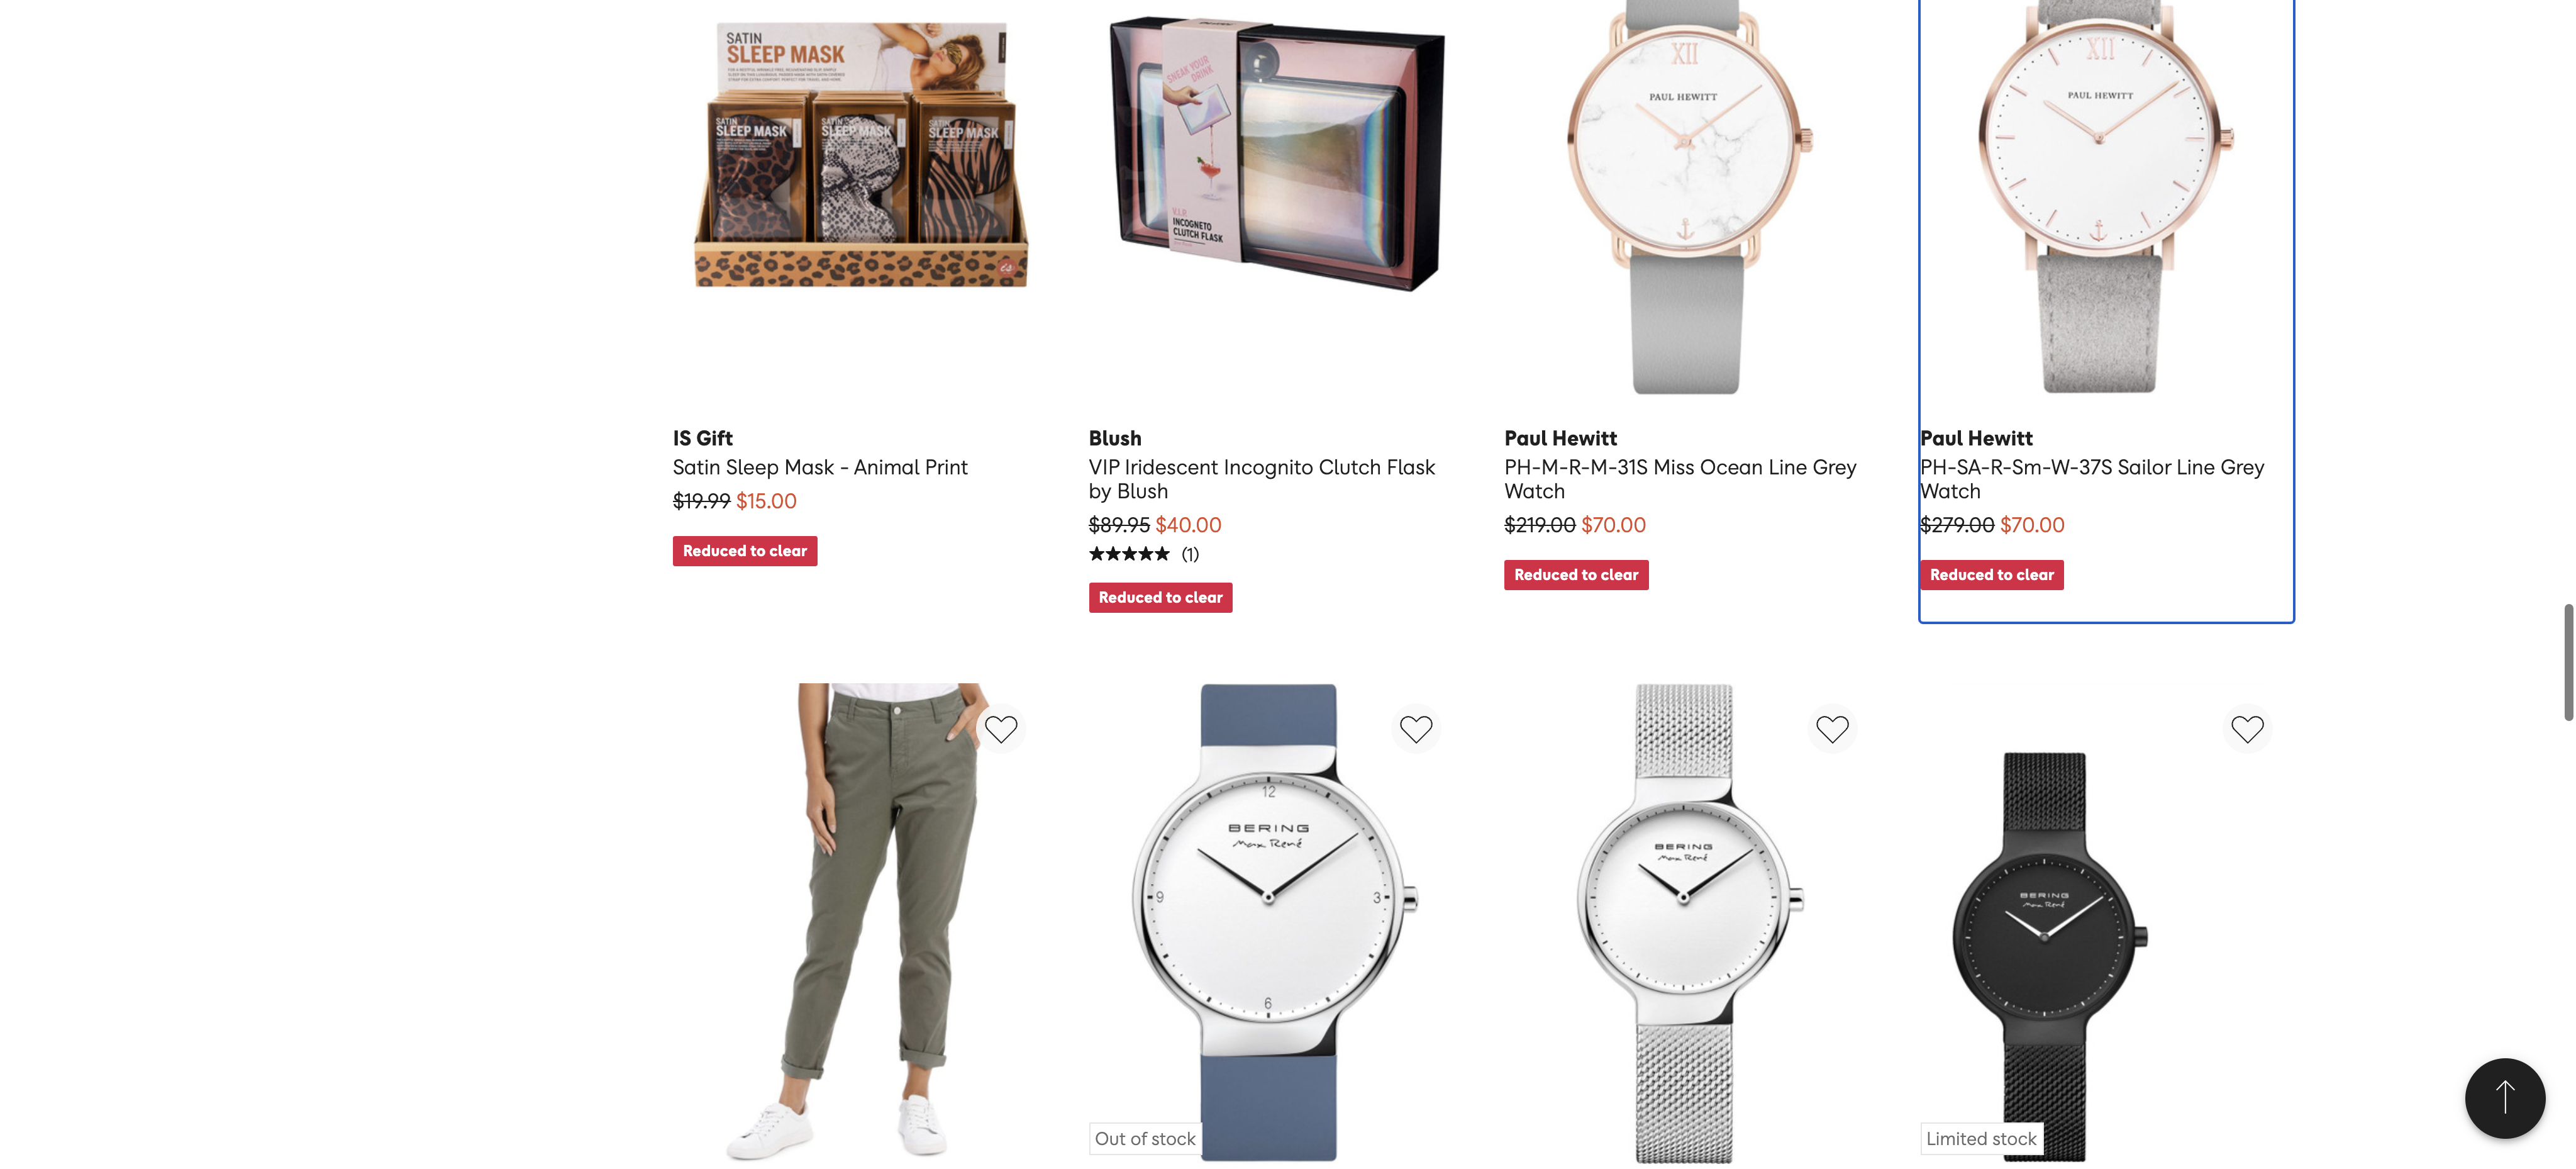 SATIN
SLEEP MASK
SATIN
SLEEP MASK
SATIN
SLEEP MASK
SATIN
SLEEP MASK
SNEAK YOUR
DRINK
V.I.P.
INCOGNETO
CLUTCH FLASK
XII
PAUL HEWITT
XII
PAUL HEWITT
IS Gift
Satin Sleep Mask - Animal Print
$19.99 $15.00
Reduced to clear
Blush
VIP Iridescent Incognito Clutch Flask
by Blush
$89.95 $40.00
(1)
Reduced to clear
Paul Hewitt
PH-M-R-M-31S Miss Ocean Line Grey
Watch
$219.00 $70.00
Reduced to clear
Paul Hewitt
PH-SA-R-Sm-W-37S Sailor Line Grey
Watch
$279.00 $70.00
Reduced to clear
12
BERING
Max René
9
3
6
Out of stock
BERING
Max René
BERING
Max René
Limited stock